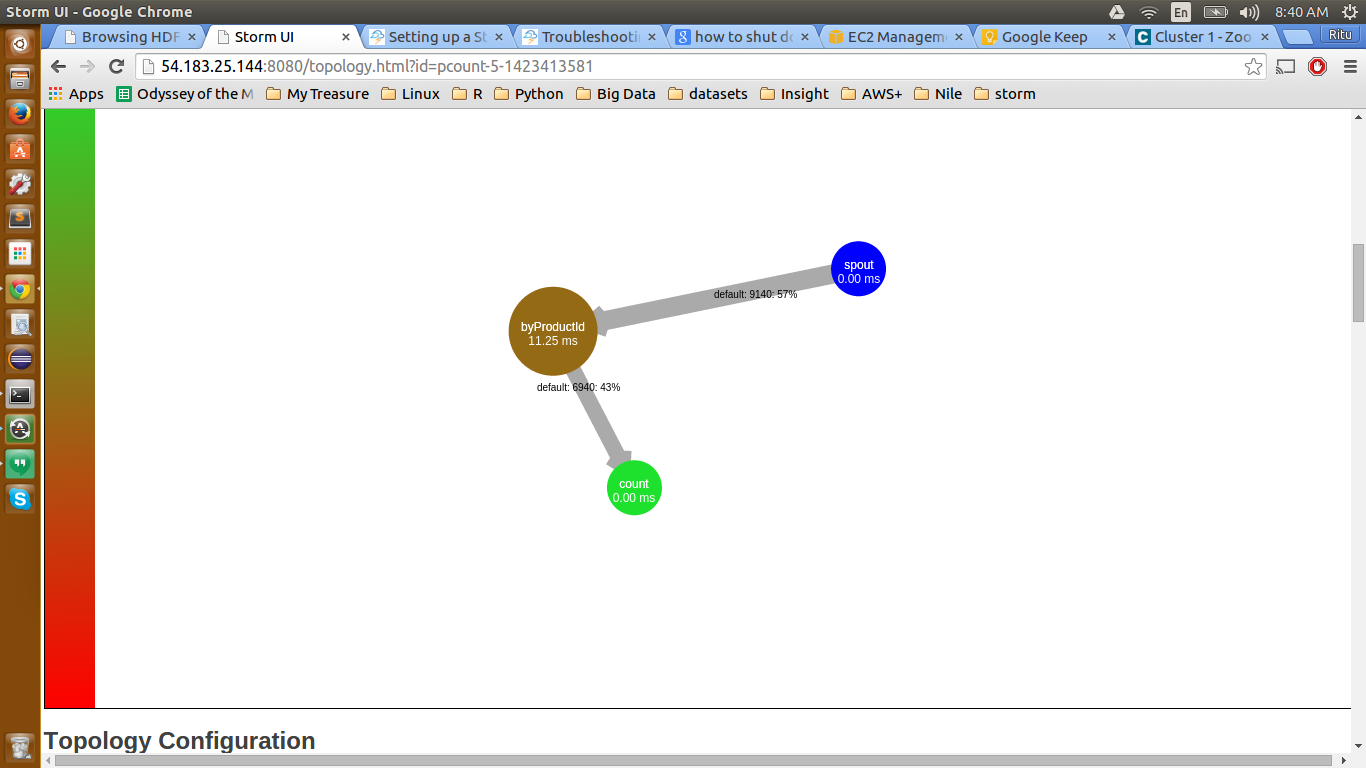 Storm UI - Google Chrome
En
8:40 AM
Browsing HDF
Storm UI
Setting up a St
Troubleshootin
how to shut do
EC2 Managem
Google Keep
Cluster 1 - Zoo
Ritu
54.183.25.144:8080/topology.html?id=pcount-5-1423413581
Apps
Odyssey of the M
My Treasure
Linux
R
Python
Big Data
datasets
Insight
AWS+
Nile
storm
spout
0.00 ms
default: 9140: 57%
byProductId
11.25 ms
default: 6940: 43%
count
0.00 ms
Topology Configuration